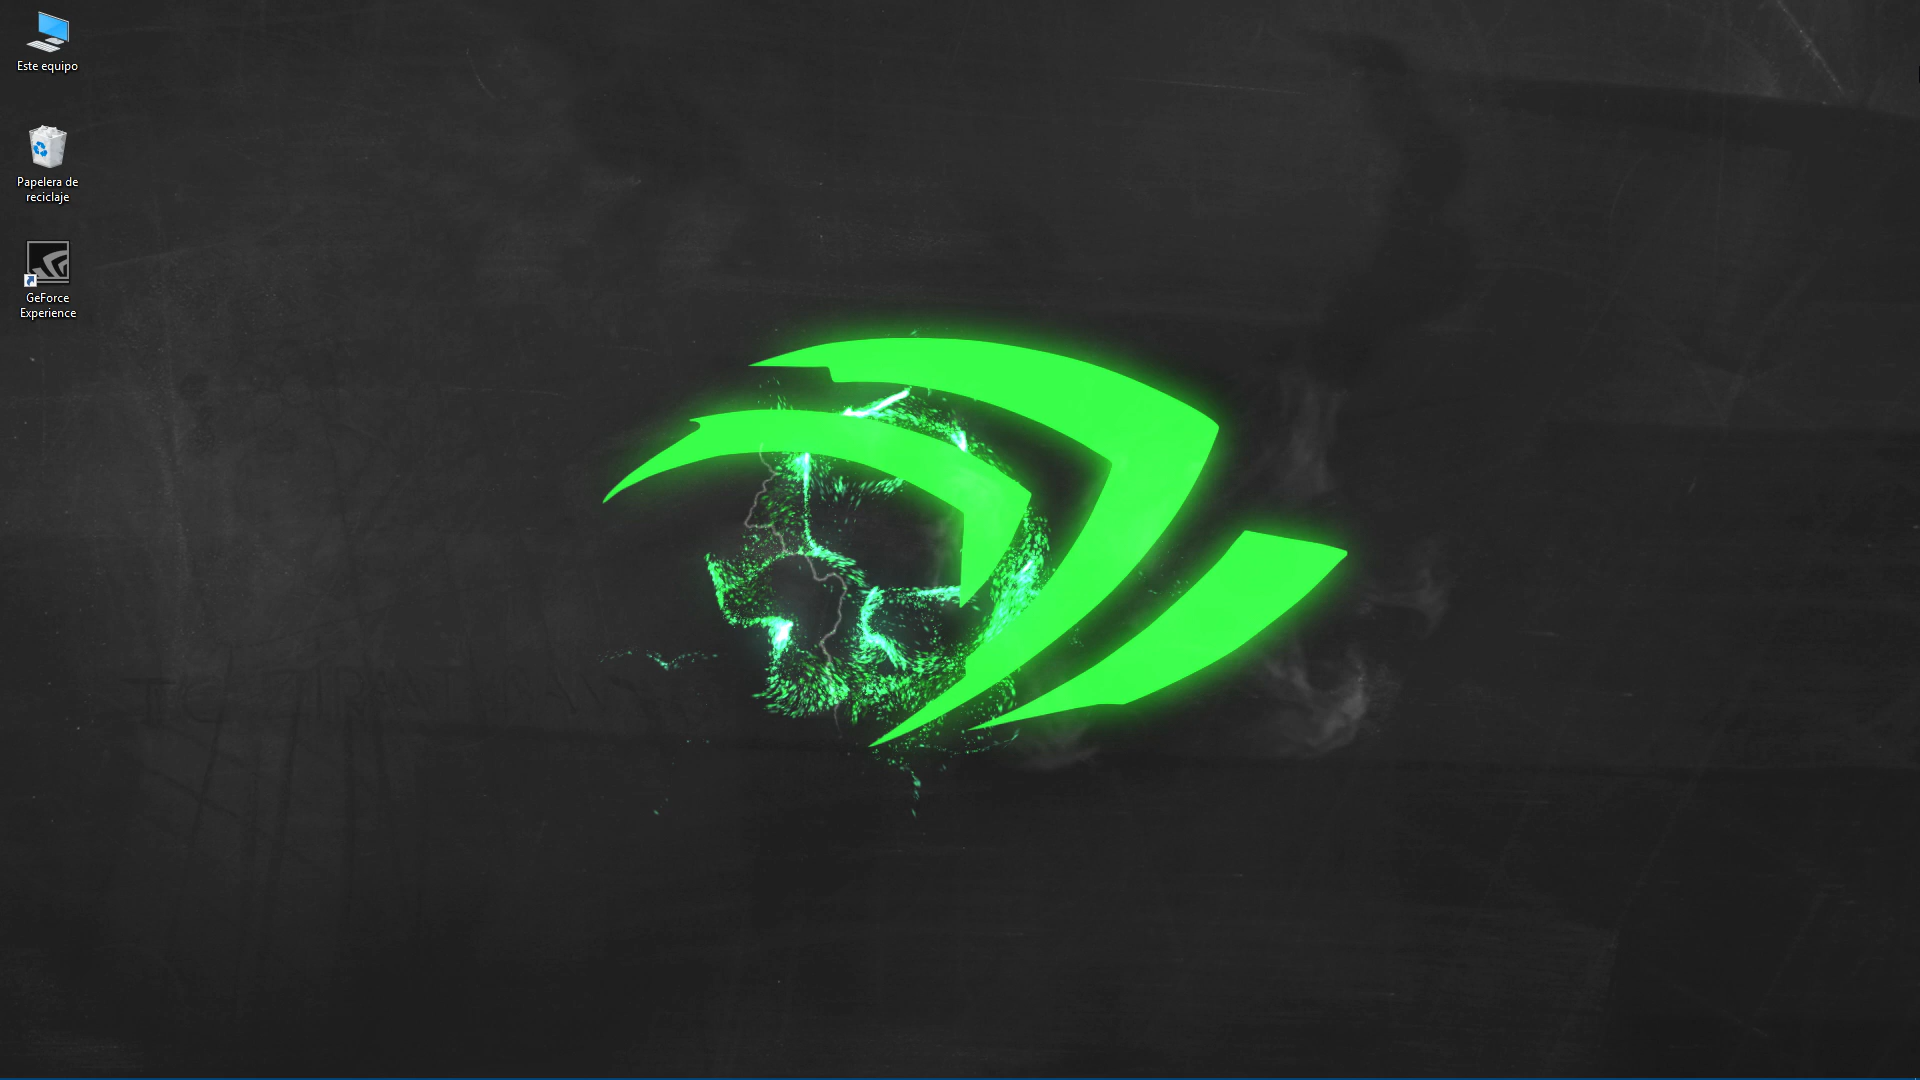 Este equipo
Papelera de
reciclaje
GeForce
Experience